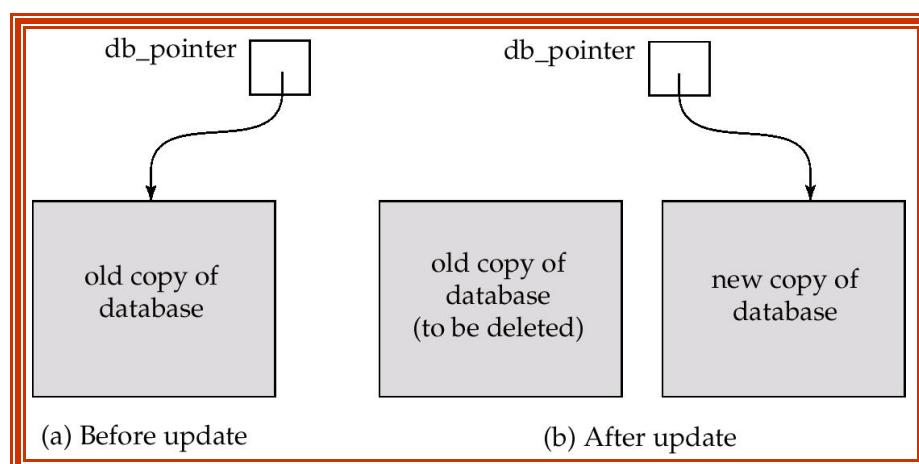 db_pointer
old copy of
database
(a) Before update
db_pointer
old copy of
database
(to be deleted)
new copy of
database
(b) After update